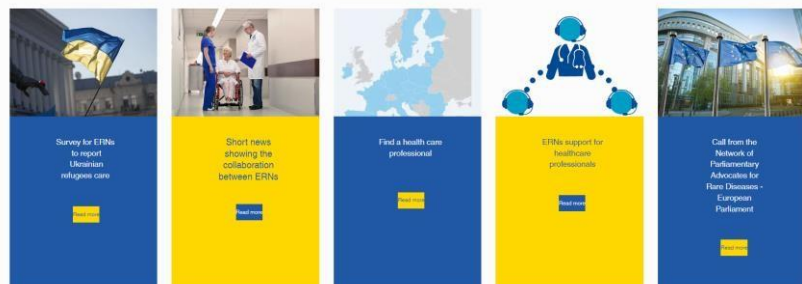 Survey for ERNs
to report
Ukrainian
refugees care
Read more
Short news
showing the
collaboration
between ERNs
Read more
Find a health care
professional
Read more
ERNs support for
healthcare
professionals
Read more
Call from the
Network of
Parliamentary
Advocates for
Rare Diseases -
European
Parliament
Read more